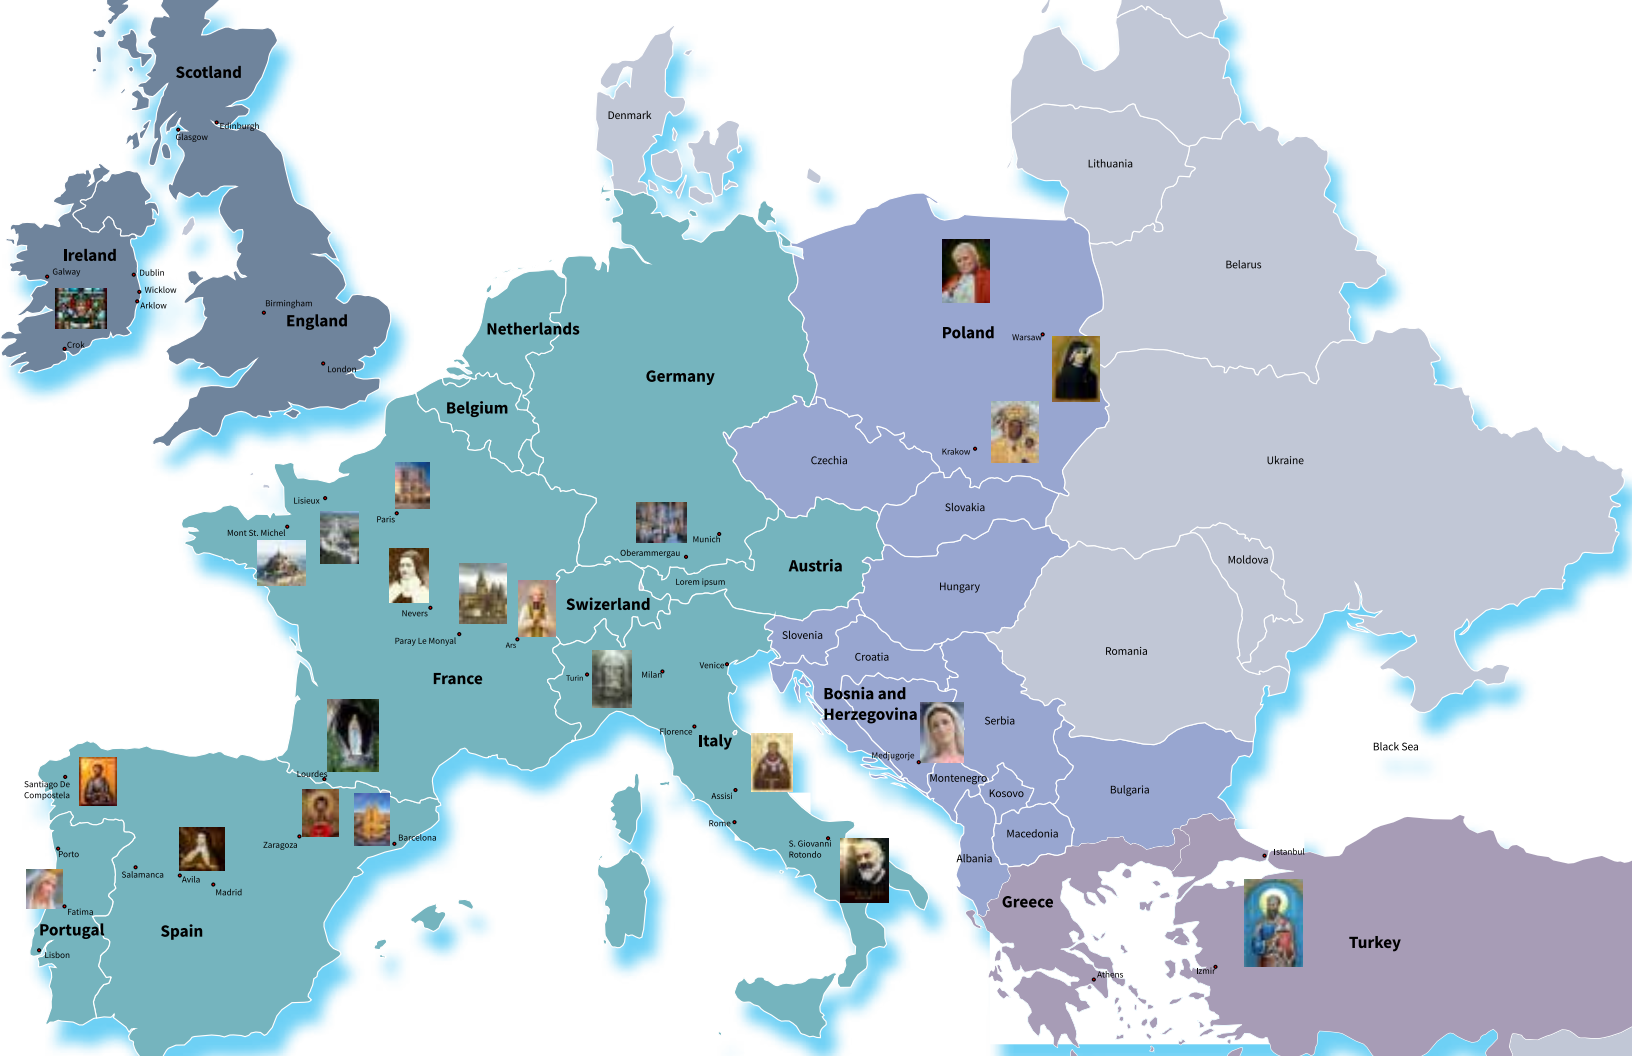 Scotland
Edinburgh
Glasgow
Denmark
Lithuania
Ireland
Galway
Dublin
Wicklow
Arklow
Crok
Birmingham
England
London
Belarus
Netherlands
Germany
Belgium
Poland
Warsaw
Krakow
Czechia
Slovakia
Ukraine
Lisieux
Paris
Mont St. Michel
Munich
Oberammergau
Austria
Lorem ipsum
Swizerland
Hungary
Moldova
Nevers
Paray Le Monyal
Ars
France
Slovenia
Croatia
Romania
Turin
Milan
Venice
Bosnia and
Herzegovina
Serbia
Florence
Italy
Medjugorje
Montenegro
Kosovo
Bulgaria
Black Sea
Lourdes
Santiago De
Compostela
Assisi
Rome
S. Giovanni
Rotondo
Macedonia
Albania
Zaragoza
Barcelona
Porto
Salamanca
Avila
Madrid
Fatima
Portugal
Spain
Lisbon
Istanbul
Greece
Turkey
Athens
Izmir